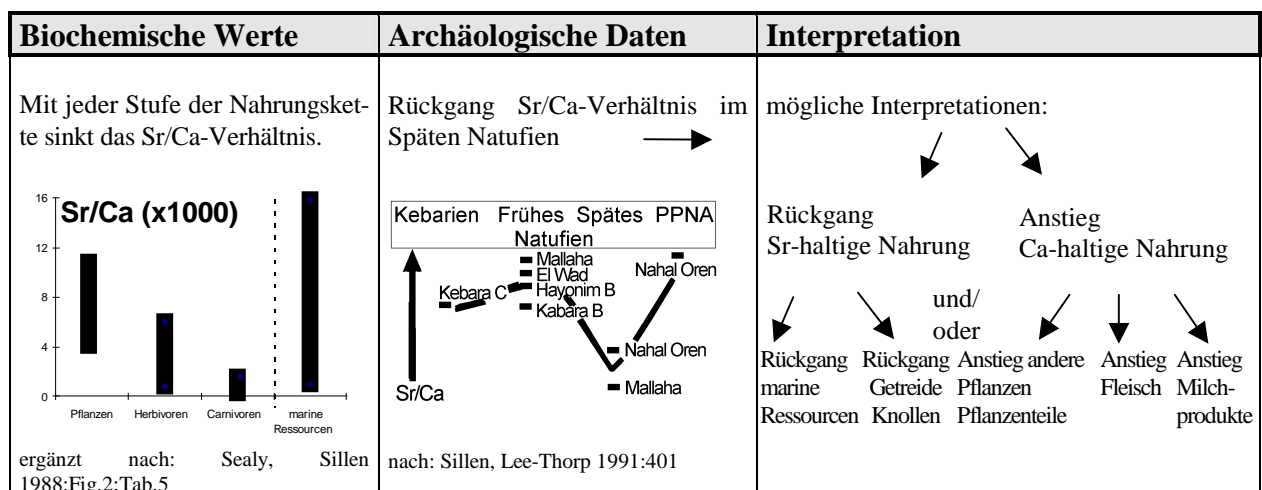 Biochemische Werte
Archäologische Daten
Interpretation
Mit jeder Stufe der Nahrungsket-
te sinkt das Sr/Ca-Verhältnis.
16
Sr/Ca (x1000)
12
8
4
0
Pflanzen Herbivoren Carnivoren marine
Ressourcen
ergänzt nach: Sealy, Sillen
1988:Fig.2;Tab.5
Rückgang Sr/Ca-Verhältnis im
Späten Natufien
Kebarien Frühes Spätes PPNA
Natufien
Mallaha
El Wad
Nahal Oren
Kebara C
Hayonim B
Kabara B
Nahal Oren
Mallaha
Sr/Ca
nach: Sillen, Lee-Thorp 1991:401
mögliche Interpretationen:
Rückgang
Sr-haltige Nahrung
Anstieg
Ca-haltige Nahrung
und/
oder
Rückgang
marine
Ressourcen
Rückgang
Getreide
Knollen
Anstieg andere
Pflanzen
Pflanzenteile
Anstieg
Fleisch
Anstieg
Milch-
produkte